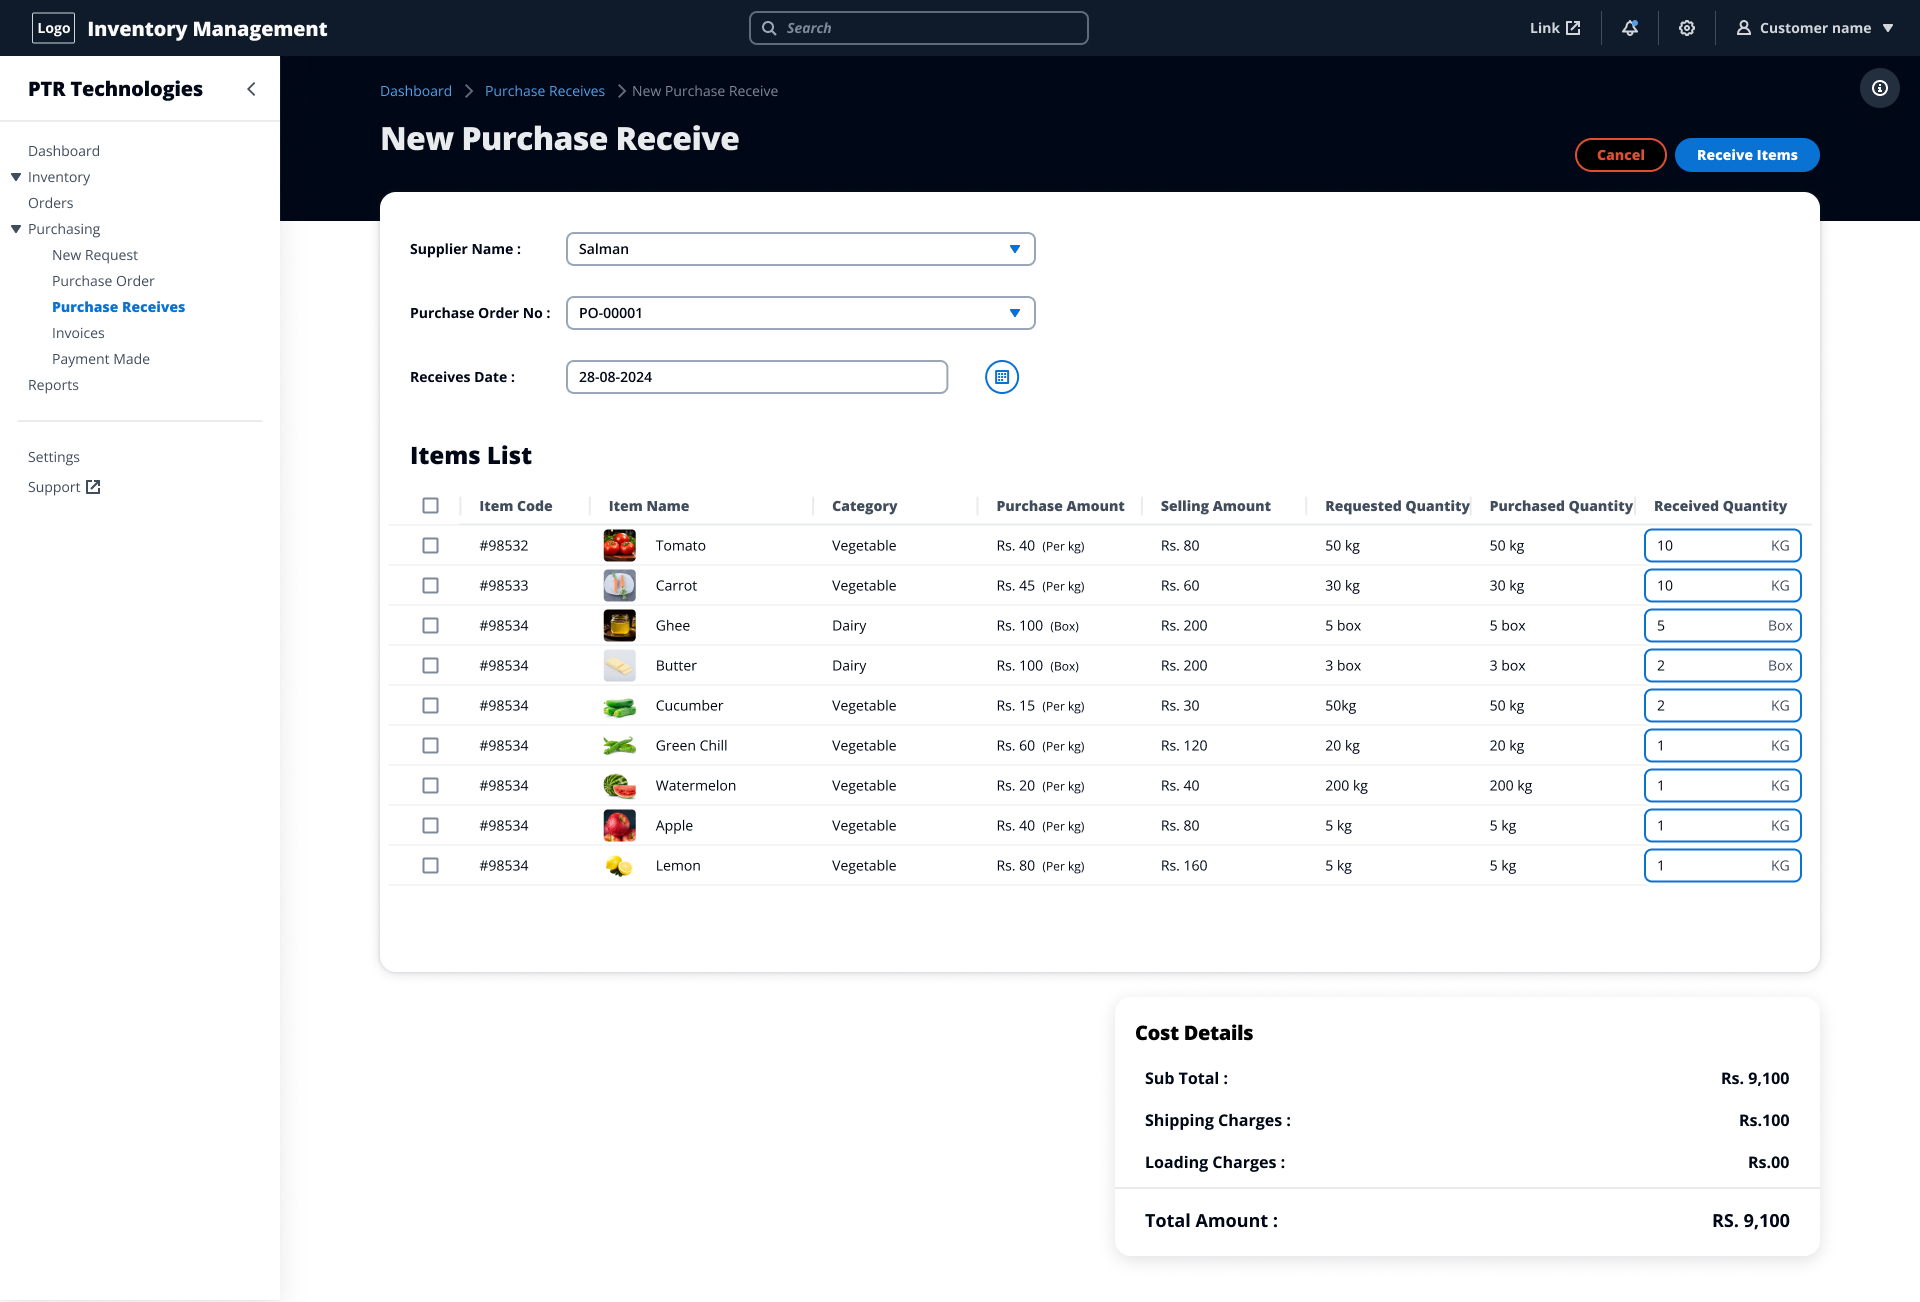 Logo Inventory Management Search Link Customer name
PTR Technologies
Dashboard
Inventory
Orders
Purchasing
New Request
Purchase Order
Purchase Receives
Invoices
Payment Made
Reports
Settings
Support
Dashboard Purchase Receives New Purchase Receive
New Purchase Receive
Cancel Receive Items
Supplier Name : Salman
Purchase Order No : PO-00001
Receives Date : 28-08-2024
Items List
Item Code Item Name Category Purchase Amount Selling Amount Requested Quantity Purchased Quantity Received Quantity
#98532 Tomato Vegetable Rs. 40 (Per kg) Rs. 80 50 kg 50 kg 10 KG
#98533 Carrot Vegetable Rs. 45 (Per kg) Rs. 60 30 kg 30 kg 10 KG
#98534 Ghee Dairy Rs. 100 (Box) Rs. 200 5 box 5 box 5 Box
#98534 Butter Dairy Rs. 100 (Box) Rs. 200 3 box 3 box 2 Box
#98534 Cucumber Vegetable Rs. 15 (Per kg) Rs. 30 50kg 50 kg 2 KG
#98534 Green Chill Vegetable Rs. 60 (Per kg) Rs. 120 20 kg 20 kg 1 KG
#98534 Watermelon Vegetable Rs. 20 (Per kg) Rs. 40 200 kg 200 kg 1 KG
#98534 Apple Vegetable Rs. 40 (Per kg) Rs. 80 5 kg 5 kg 1 KG
#98534 Lemon Vegetable Rs. 80 (Per kg) Rs. 160 5 kg 5 kg 1 KG
Cost Details
Sub Total : Rs. 9,100
Shipping Charges : Rs.100
Loading Charges : Rs.00
Total Amount : RS. 9,100